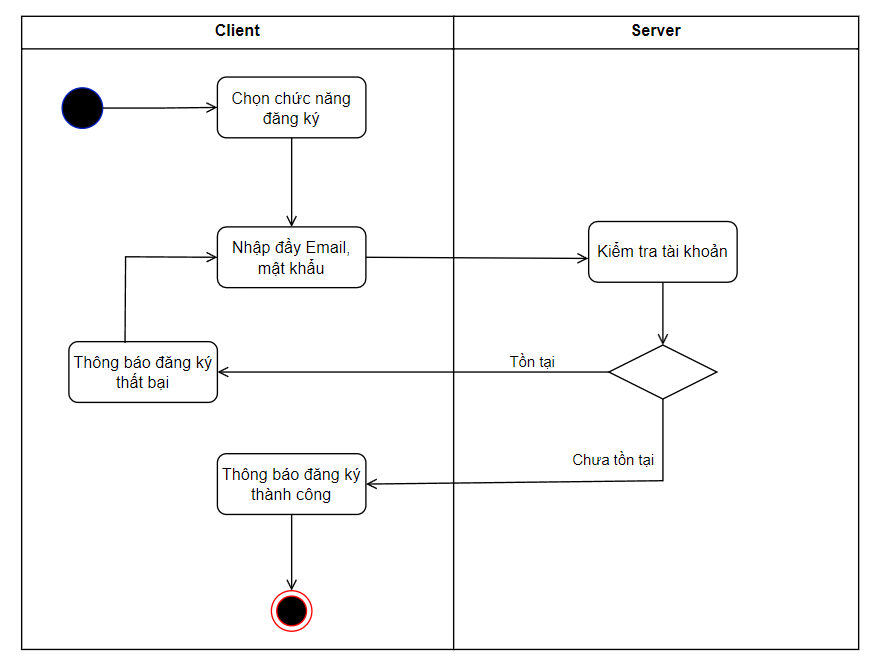 Client
Server
Chọn chức năng
đăng ký
Nhập đầy Email,
mật khẩu
Kiểm tra tài khoản
Thông báo đăng ký
thất bại
Tồn tại
Chưa tồn tại
Thông báo đăng ký
thành công